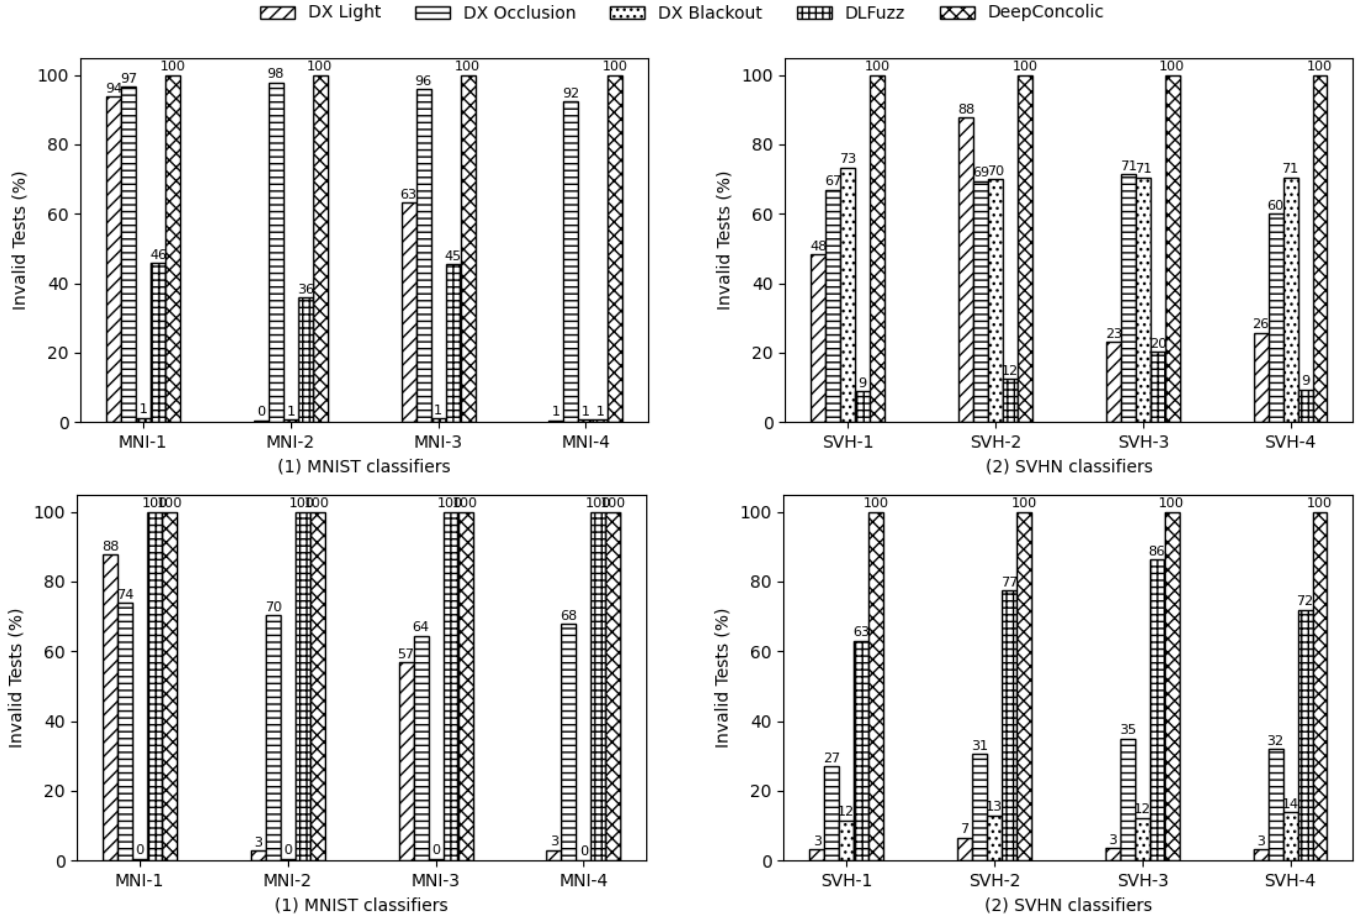 DX Light DX Occlusion DX Blackout DLFuzz DeepConcolic
Invalid Tests (%)
100
80
60
40
20
0
94 97 1 46 100
0 98 1 36 100
63 96 1 45 100
1 92 1 1 100
MNI-1 MNI-2 MNI-3 MNI-4
(1) MNIST classifiers
Invalid Tests (%)
100
80
60
40
20
0
48 67 73 9 100
88 69 70 12 100
23 71 71 20 100
26 60 71 9 100
SVH-1 SVH-2 SVH-3 SVH-4
(2) SVHN classifiers
Invalid Tests (%)
100
80
60
40
20
0
88 74 0 100 100
3 70 0 100 100
57 64 0 100 100
3 68 0 100 100
MNI-1 MNI-2 MNI-3 MNI-4
(1) MNIST classifiers
Invalid Tests (%)
100
80
60
40
20
0
3 27 12 63 100
7 31 13 77 100
3 35 12 86 100
3 32 14 72 100
SVH-1 SVH-2 SVH-3 SVH-4
(2) SVHN classifiers